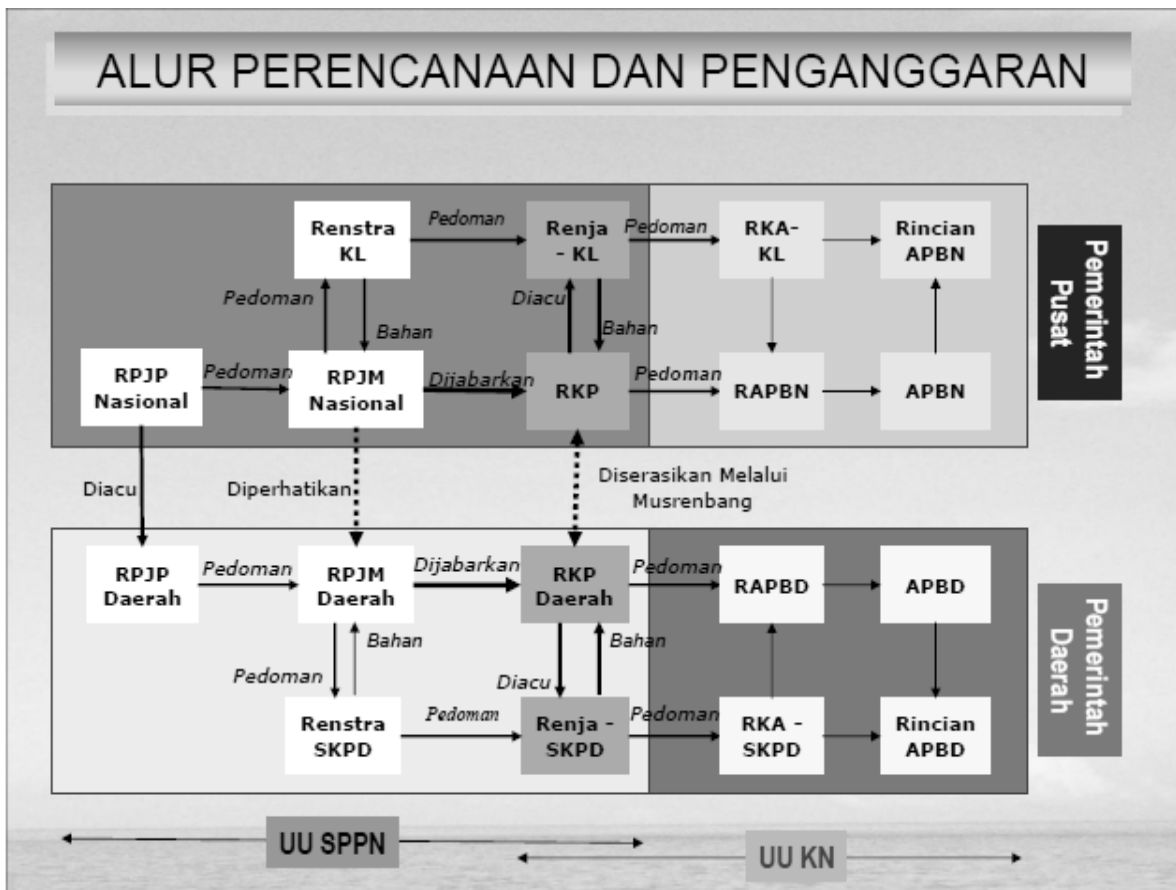 ALUR PERENCANAAN DAN PENGANGGARAN
Renstra
KL
Pedoman
Renja
- KL
Pedoman
RKA-
KL
Rincian
APBN
Pedoman
Bahan
Diacu
Bahan
RPJP
Nasional
Pedoman
RPJM
Nasional
Dijabarkan
RKP
Pedoman
RAPBN
APBN
Pemerintah
Pusat
Diacu
Diperhatikan
Diserasikan Melalui
Musrenbang
RPJP
Daerah
Pedoman
RPJM
Daerah
Dijabarkan
RKP
Daerah
Pedoman
RAPBD
APBD
Pedoman
Bahan
Diacu
Bahan
Renstra
SKPD
Pedoman
Renja -
SKPD
Pedoman
RKA -
SKPD
Rincian
APBD
Pemerintah
Daerah
UU SPPN
UU KN